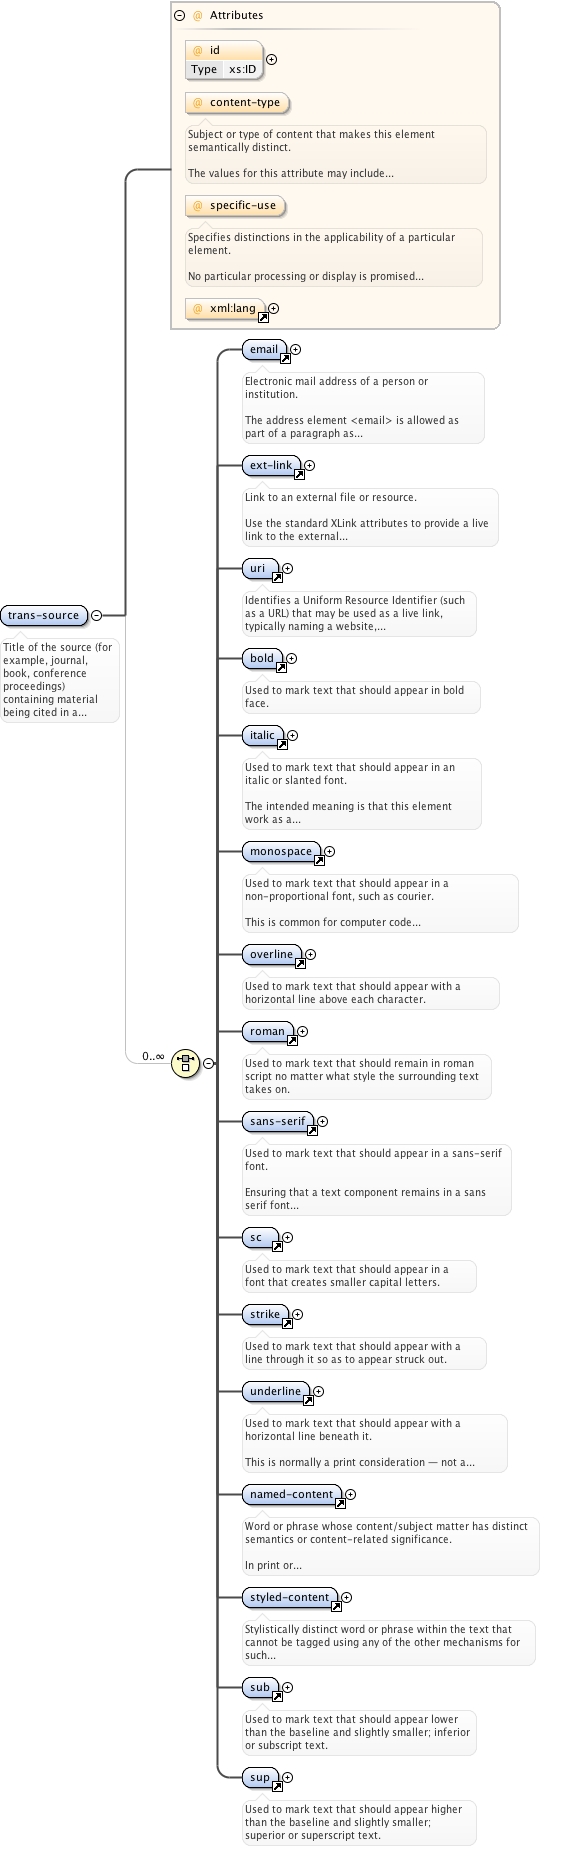 @ Attributes
@ id
Type xs:ID
@ content-type
Subject or type of content that makes this element
semantically distinct.
The values for this attribute may include...
@ specific-use
Specifies distinctions in the applicability of a particular
element.
No particular processing or display is promised...
@ xml:lang
trans-source
Title of the source (for
example, journal,
book, conference
proceedings)
containing material
being cited in a...
0..∞
email
Electronic mail address of a person or
institution.
The address element <email> is allowed as
part of a paragraph as...
ext-link
Link to an external file or resource.
Use the standard XLink attributes to provide a live
link to the external...
uri
Identifies a Uniform Resource Identifier (such
as a URL) that may be used as a live link,
typically naming a website,...
bold
Used to mark text that should appear in bold
face.
italic
Used to mark text that should appear in an
italic or slanted font.
The intended meaning is that this element
work as a...
monospace
Used to mark text that should appear in a
non-proportional font, such as courier.
This is common for computer code...
overline
Used to mark text that should appear with a
horizontal line above each character.
roman
Used to mark text that should remain in roman
script no matter what style the surrounding text
takes on.
sans-serif
Used to mark text that should appear in a sans-serif
font.
Ensuring that a text component remains in a sans
serif font...
sc
Used to mark text that should appear in a
font that creates smaller capital letters.
strike
Used to mark text that should appear with a
line through it so as to appear struck out.
underline
Used to mark text that should appear with a
horizontal line beneath it.
This is normally a print consideration — not a...
named-content
Word or phrase whose content/subject matter has distinct
semantics or content-related significance.
In print or...
styled-content
Stylistically distinct word or phrase within the text that
cannot be tagged using any of the other mechanisms for
such...
sub
Used to mark text that should appear lower
than the baseline and slightly smaller; inferior
or subscript text.
sup
Used to mark text that should appear higher
than the baseline and slightly smaller;
superior or superscript text.